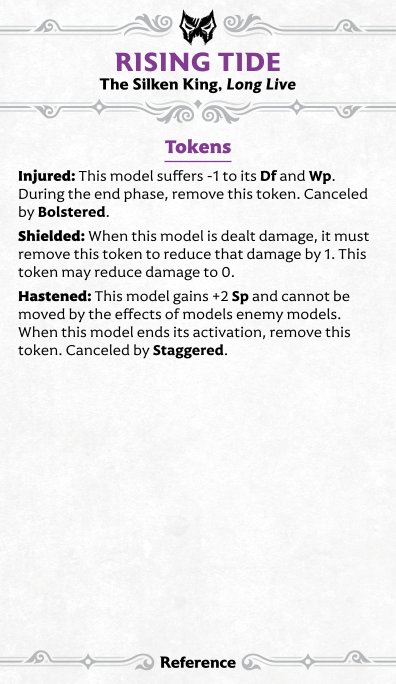 RISING TIDE
The Silken King, Long Live
Tokens
Injured: This model suffers -1 to its Df and Wp.
During the end phase, remove this token. Canceled
by Bolstered.
Shielded: When this model is dealt damage, it must
remove this token to reduce that damage by 1. This
token may reduce damage to 0.
Hastened: This model gains +2 Sp and cannot be
moved by the effects of models enemy models.
When this model ends its activation, remove this
token. Canceled by Staggered.
Reference